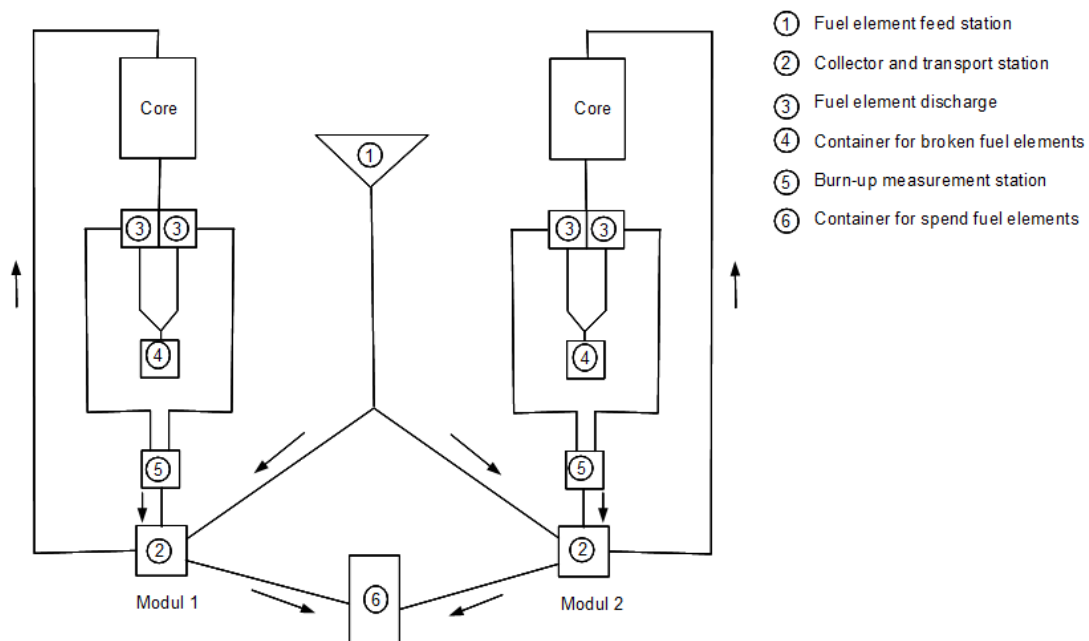 1 Fuel element feed station
2 Collector and transport station
3 Fuel element discharge
4 Container for broken fuel elements
5 Burn-up measurement station
6 Container for spend fuel elements
Core
Core
1
3 3
3 3
4
4
5
5
2
2
6
Modul 1
Modul 2